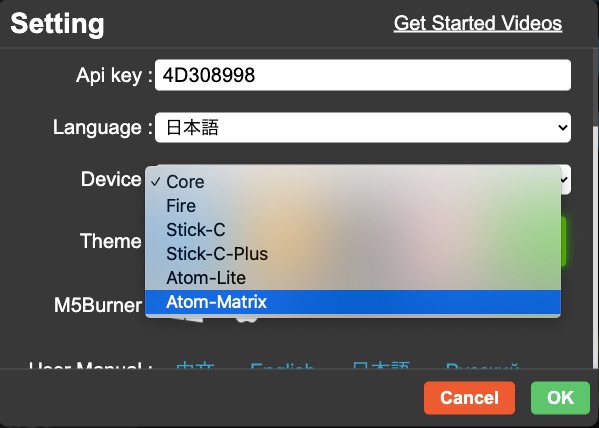 Setting Get Started Videos
Api key : 4D308998
Language : 日本語
Device ✓ Core
Fire
Stick-C
Theme
Stick-C-Plus
Atom-Lite
M5Burner Atom-Matrix
User Manual : 中文 English 日本語 Русский
Cancel OK